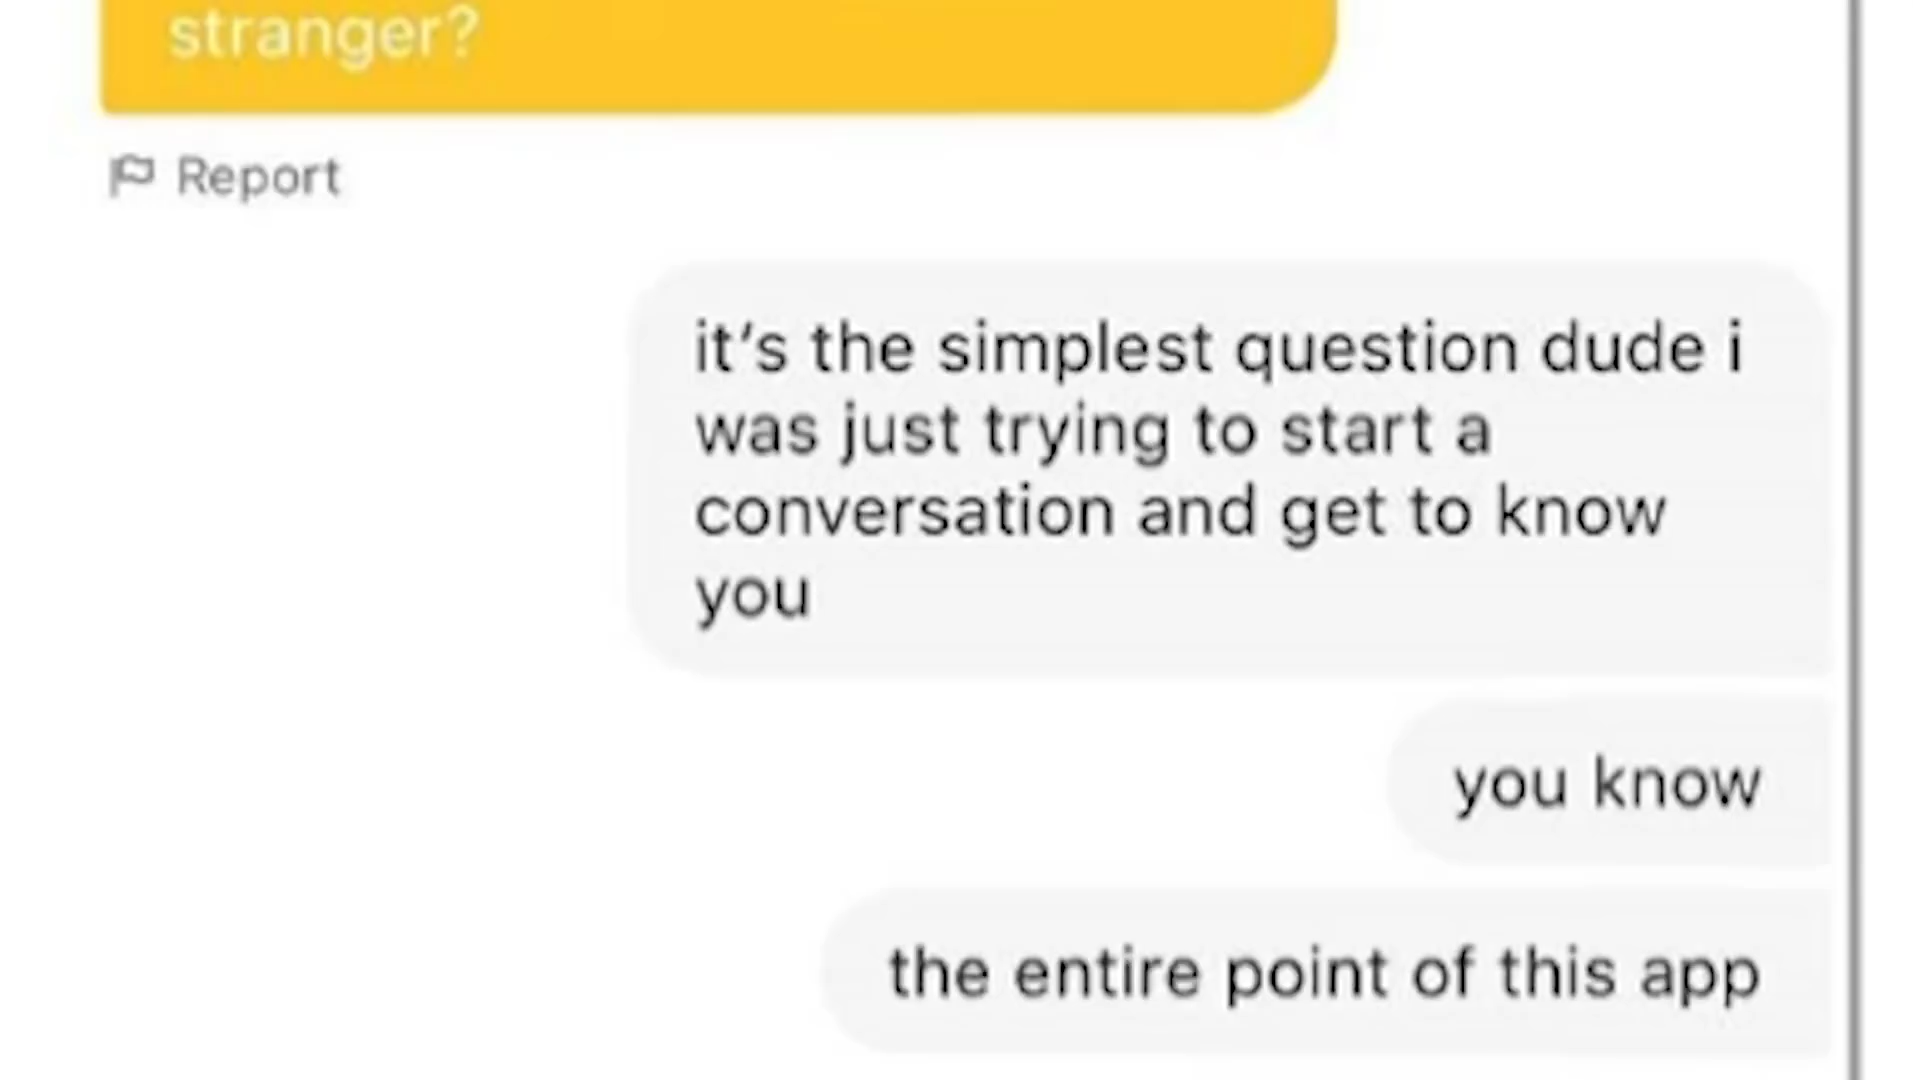 stranger?
Report
it's the simplest question dude i
was just trying to start a
conversation and get to know
you
you know
the entire point of this app